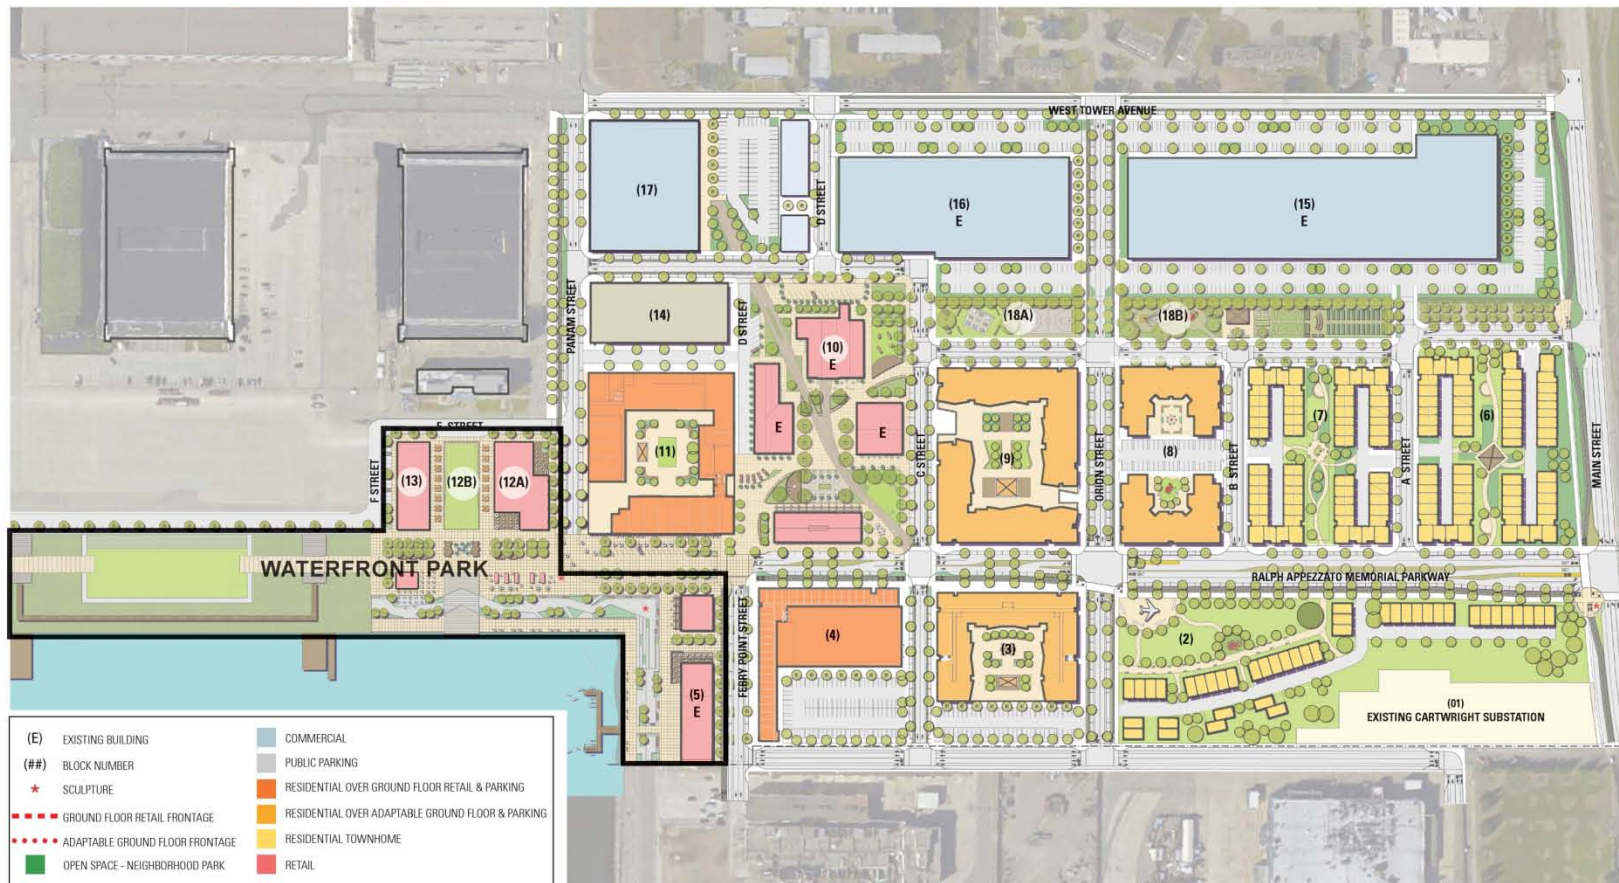 WEST TOWER AVENUE
(17)
D STREET
(16)
E
(15)
E
PANAM STREET
(14)
D STREET
(10)
E
(18A)
(18B)
E
E
(11)
C STREET
(9)
ORION STREET
(8)
B STREET
(7)
A STREET
(6)
MAIN STREET
F STREET
(13)
(12B)
(12A)
WATERFRONT PARK
RALPH APPEZZATO MEMORIAL PARKWAY
FERRY POINT STREET
(4)
(3)
(2)
(5)
E
(01)
EXISTING CARTWRIGHT SUBSTATION
(E) EXISTING BUILDING
(##) BLOCK NUMBER
* SCULPTURE
GROUND FLOOR RETAIL FRONTAGE
ADAPTABLE GROUND FLOOR FRONTAGE
OPEN SPACE - NEIGHBORHOOD PARK
COMMERCIAL
PUBLIC PARKING
RESIDENTIAL OVER GROUND FLOOR RETAIL & PARKING
RESIDENTIAL OVER ADAPTABLE GROUND FLOOR & PARKING
RESIDENTIAL TOWNHOME
RETAIL